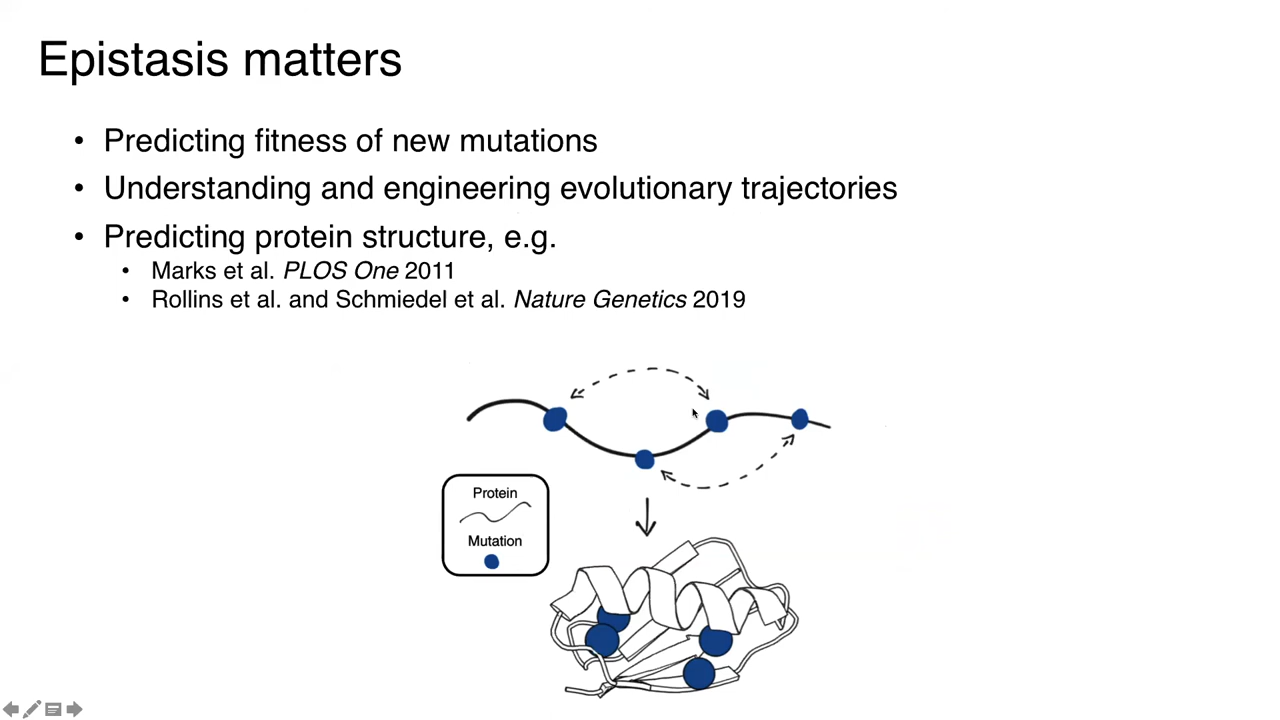 Epistasis matters
• Predicting fitness of new mutations
• Understanding and engineering evolutionary trajectories
• Predicting protein structure, e.g.
• Marks et al. PLOS One 2011
• Rollins et al. and Schmiedel et al. Nature Genetics 2019
Protein
Mutation